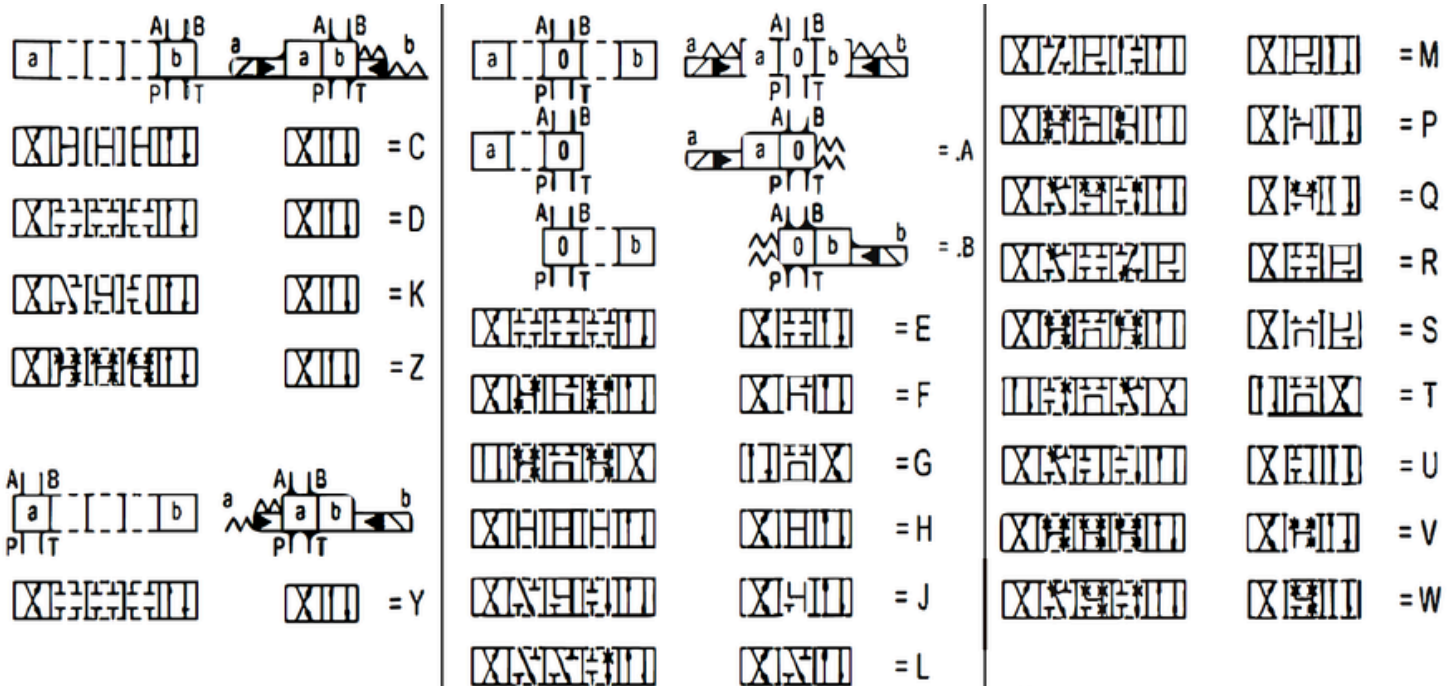 A B
a b
P T
A B
a a b b
P T
= C
= D
= K
= Z
A B
a b
P T
A B
a a b b
P T
= Y
A B
a 0 b
P T
A B
a a 0 b b
P T
A B
a 0
P T
A B
a a 0
P T
= .A
A B
0 b
P T
A B
0 b b
P T
= .B
= E
= F
= G
= H
= J
= L
= M
= P
= Q
= R
= S
= T
= U
= V
= W